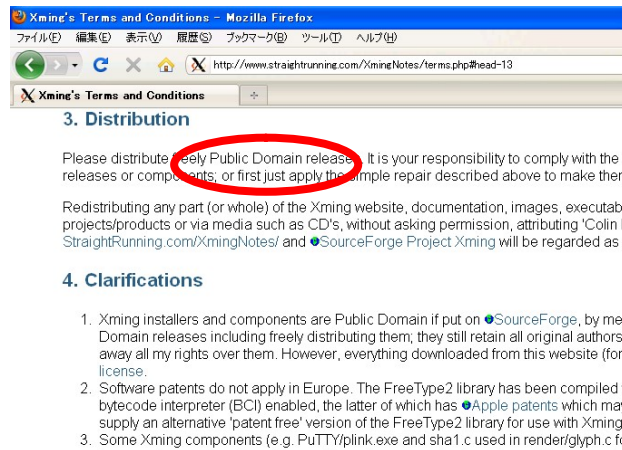 Xming's Terms and Conditions - Mozilla Firefox
ファイル(F) 編集(E) 表示(V) 履歴(S) ブックマーク(B) ツール(T) ヘルプ(H)
http://www.straightrunning.com/XmingNotes/terms.php#head-13
Xming's Terms and Conditions
3. Distribution
Please distribute freely Public Domain releases. It is your responsibility to comply with the
releases or components; or first just apply the simple repair described above to make
Redistributing any part (or whole) of the Xming website, documentation, images,
projects/products or via media such as CD's, without asking permission, attributing 'Colin
StraightRunning.com/XmingNotes/ and SourceForge Project Xming will be regarded as
4. Clarifications
1. Xming installers and components are Public Domain if put on SourceForge, by
Domain releases including freely distributing them; they still retain all original authors
away all my rights over them. However, everything downloaded from this website
license.
2. Software patents do not apply in Europe. The FreeType2 library has been compiled
bytecode interpreter (BCI) enabled, the latter of which has Apple patents which
supply an alternative 'patent free' version of the FreeType2 library for use with Xming
3. Some Xming components (e.g. PuTTY/plink.exe and sha1.c used in render/glyph.c